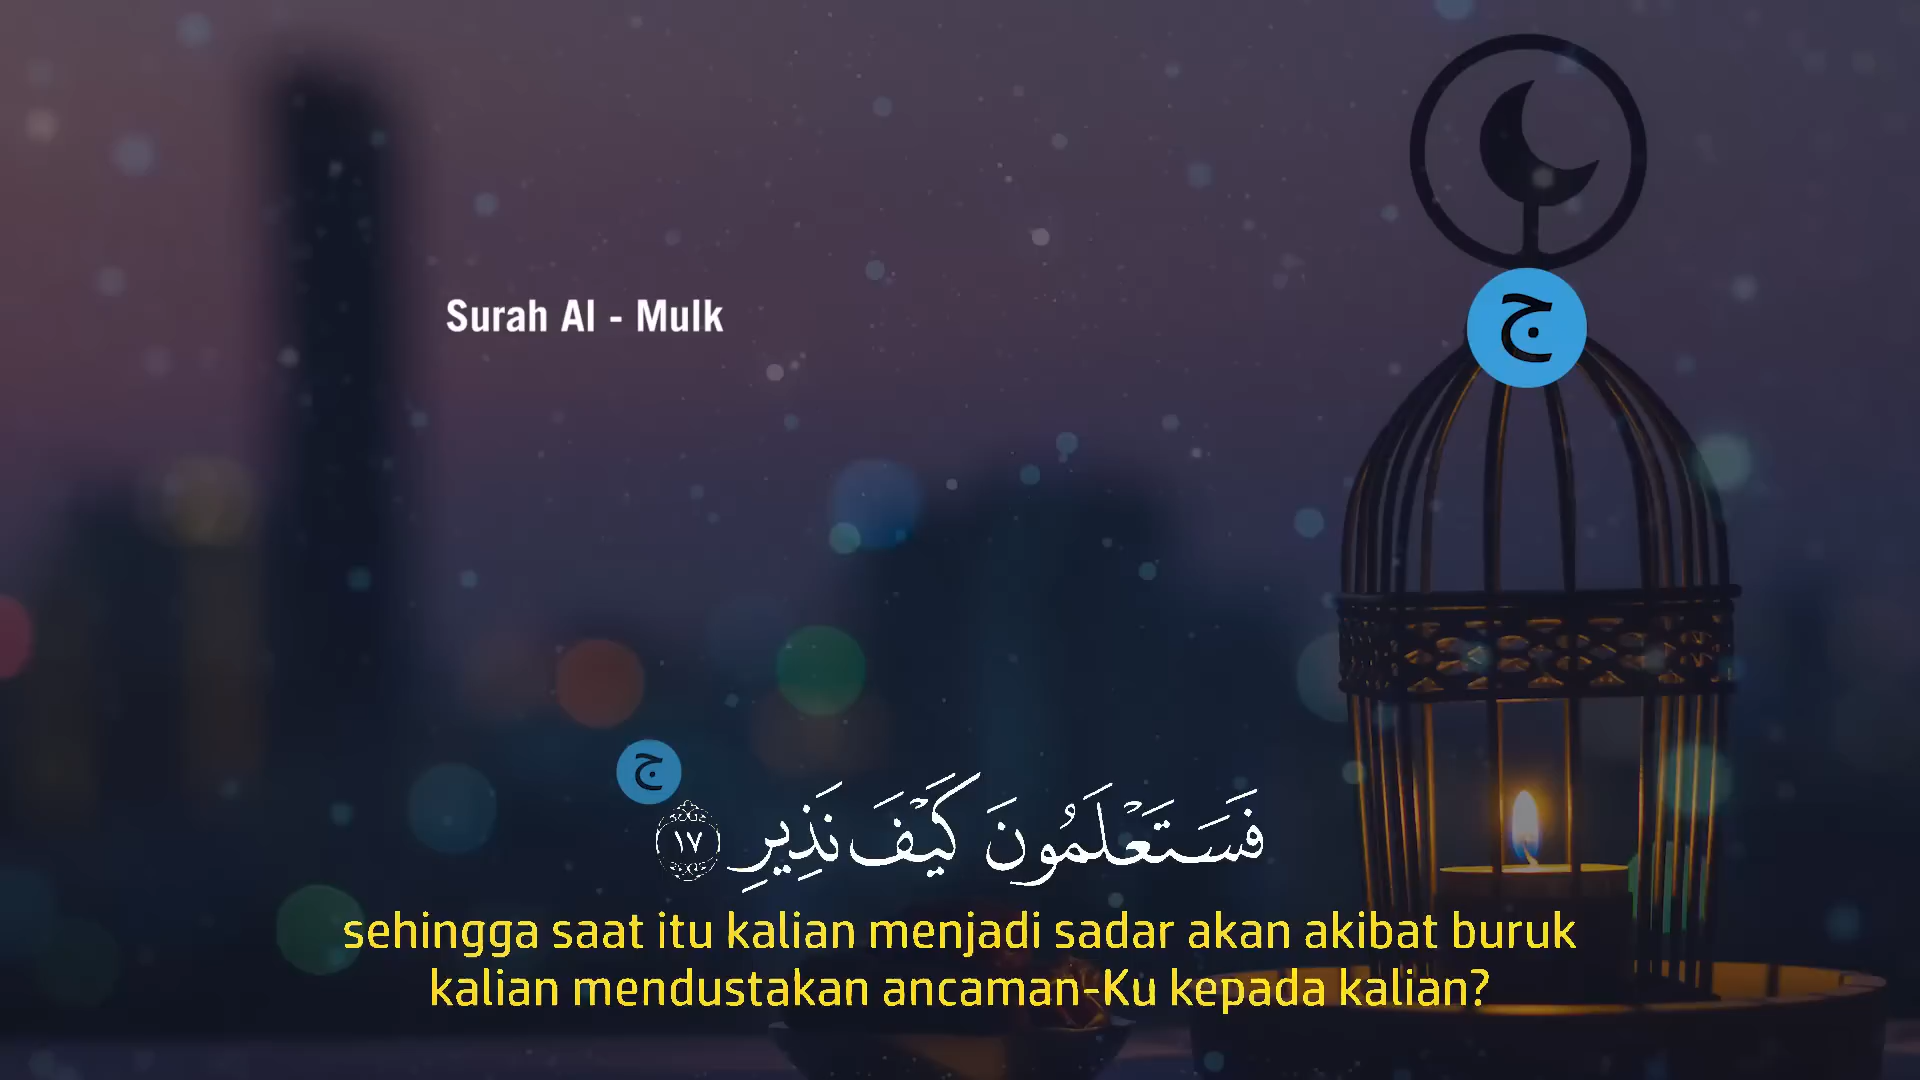 Surah Al - Mulk
ج
ج
فَسَتَعْلَمُونَ كَيْفَ نَذِيرِ ١٧
sehingga saat itu kalian menjadi sadar akan akibat buruk
kalian mendustakan ancaman-Ku kepada kalian?